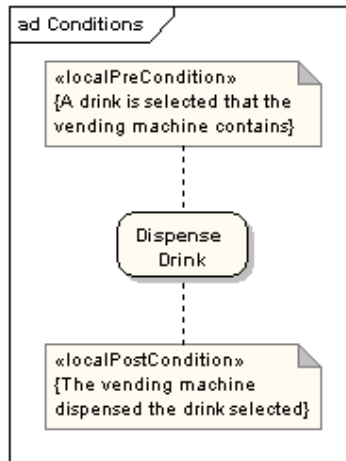 ad Conditions
«localPreCondition»
{A drink is selected that the
vending machine contains}
Dispense
Drink
«localPostCondition»
{The vending machine
dispensed the drink selected}